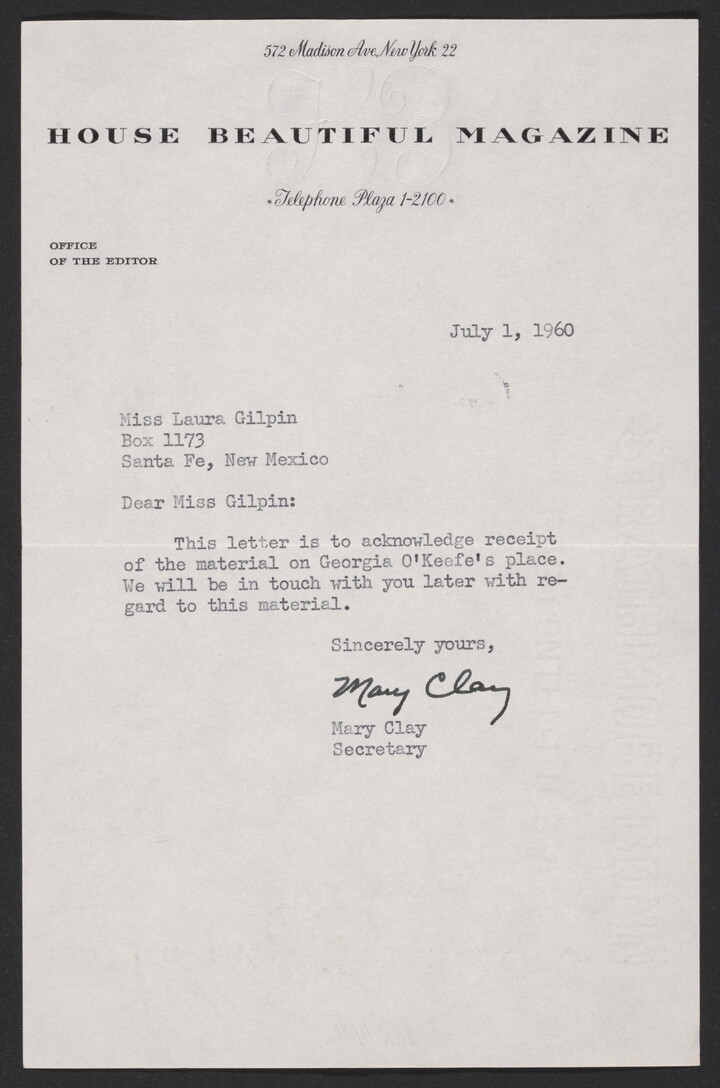 572 Madison Ave, New York 22
HB
HOUSE BEAUTIFUL MAGAZINE
• Telephone Plaza 1-2100 •
OFFICE
OF THE EDITOR
July 1, 1960
Miss Laura Gilpin
Box 1173
Santa Fe, New Mexico
Dear Miss Gilpin:
This letter is to acknowledge receipt
of the material on Georgia O'Keefe's place.
We will be in touch with you later with re-
gard to this material.
Sincerely yours,
Mary Clay
Mary Clay
Secretary